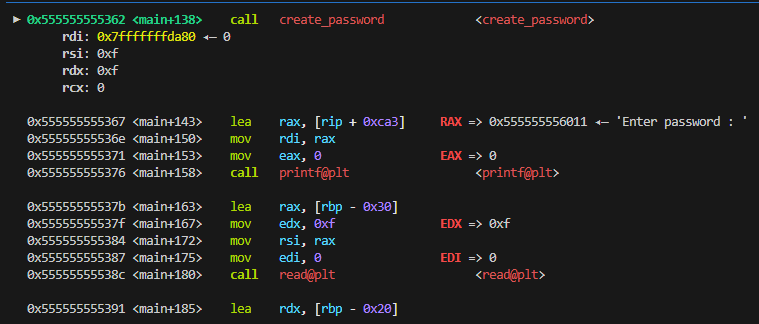 ► 0x555555555362 <main+138> call create_password <create_password>
rdi: 0x7fffffffda80 ◂— 0
rsi: 0xf
rdx: 0xf
rcx: 0
0x555555555367 <main+143> lea rax, [rip + 0xca3] RAX => 0x555555556011 ◂— 'Enter password : '
0x55555555536e <main+150> mov rdi, rax
0x555555555371 <main+153> mov eax, 0 EAX => 0
0x555555555376 <main+158> call printf@plt <printf@plt>
0x55555555537b <main+163> lea rax, [rbp - 0x30]
0x55555555537f <main+167> mov edx, 0xf EDX => 0xf
0x555555555384 <main+172> mov rsi, rax
0x555555555387 <main+175> mov edi, 0 EDI => 0
0x55555555538c <main+180> call read@plt <read@plt>
0x555555555391 <main+185> lea rdx, [rbp - 0x20]